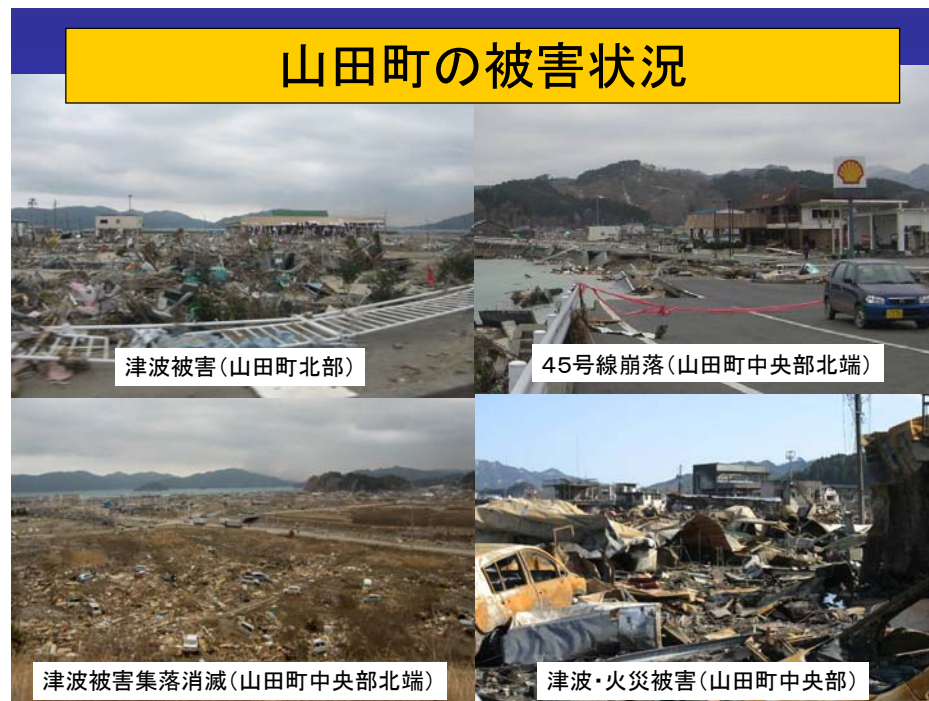 山田町の被害状況
津波被害(山田町北部)
45号線崩落(山田町中央部北端)
津波被害集落消滅(山田町中央部北端)
津波・火災被害(山田町中央部)